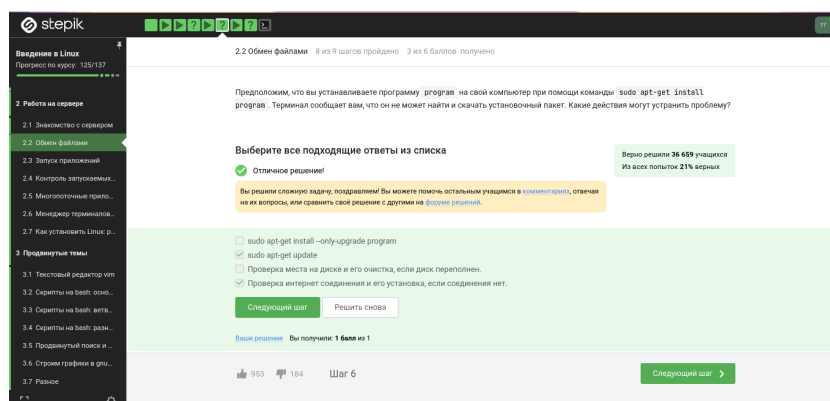 stepik
ТГ
Введение в Linux
Прогресс по курсу: 125/137
2.2 Обмен файлами 8 из 9 шагов пройдено 3 из 6 баллов получено
2 Работа на сервере
2.1 Знакомство с сервером
2.2 Обмен файлами
2.3 Запуск приложений
2.4 Контроль запускаемых...
2.5 Многопоточные прило...
2.6 Менеджер терминалов...
2.7 Как установить Linux: р...
3 Продвинутые темы
3.1 Текстовый редактор vim
3.2 Скрипты на bash: осно...
3.3 Скрипты на bash: ветв...
3.4 Скрипты на bash: разн...
3.5 Продвинутый поиск и ...
3.6 Строим графики в gnu...
3.7 Разное
Предположим, что вы устанавливаете программу program на свой компьютер при помощи команды sudo apt-get install
program . Терминал сообщает вам, что он не может найти и скачать установочный пакет. Какие действия могут устранить проблему?
Выберите все подходящие ответы из списка
Верно решили 36 659 учащихся
Из всех попыток 21% верных
Отличное решение!
Вы решили сложную задачу, поздравляем! Вы можете помочь остальным учащимся в комментариях, отвечая
на их вопросы, или сравнить своё решение с другими на форуме решений.
sudo apt-get install –only-upgrade program
sudo apt-get update
Проверка места на диске и его очистка, если диск переполнен.
Проверка интернет соединения и его установка, если соединения нет.
Следующий шаг Решить снова
Ваши решения Вы получили: 1 балл из 1
953 184 Шаг 6 Следующий шаг